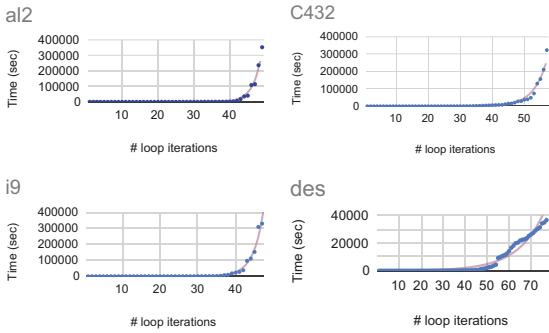 al2
Time (sec)
400000
300000
200000
100000
0
10 20 30 40
# loop iterations
C432
Time (sec)
400000
300000
200000
100000
0
10 20 30 40 50
# loop iterations
i9
Time (sec)
400000
300000
200000
100000
0
10 20 30 40
# loop iterations
des
Time (sec)
40000
20000
0
10 20 30 40 50 60 70
# loop iterations